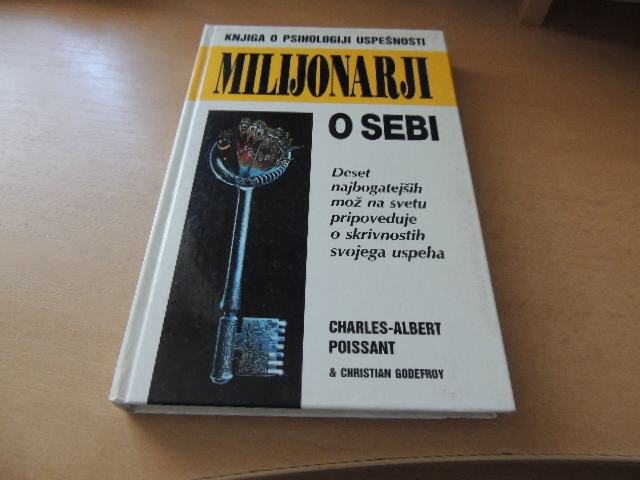 KNJIGA O PSIHOLOGIJI USPEŠNOSTI
MILIJONARJI
O SEBI
Deset
najbogatejših
mož na svetu
pripoveduje
o skrivnostih
svojega uspeha
CHARLES-ALBERT
POISSANT
& CHRISTIAN GODEFROY